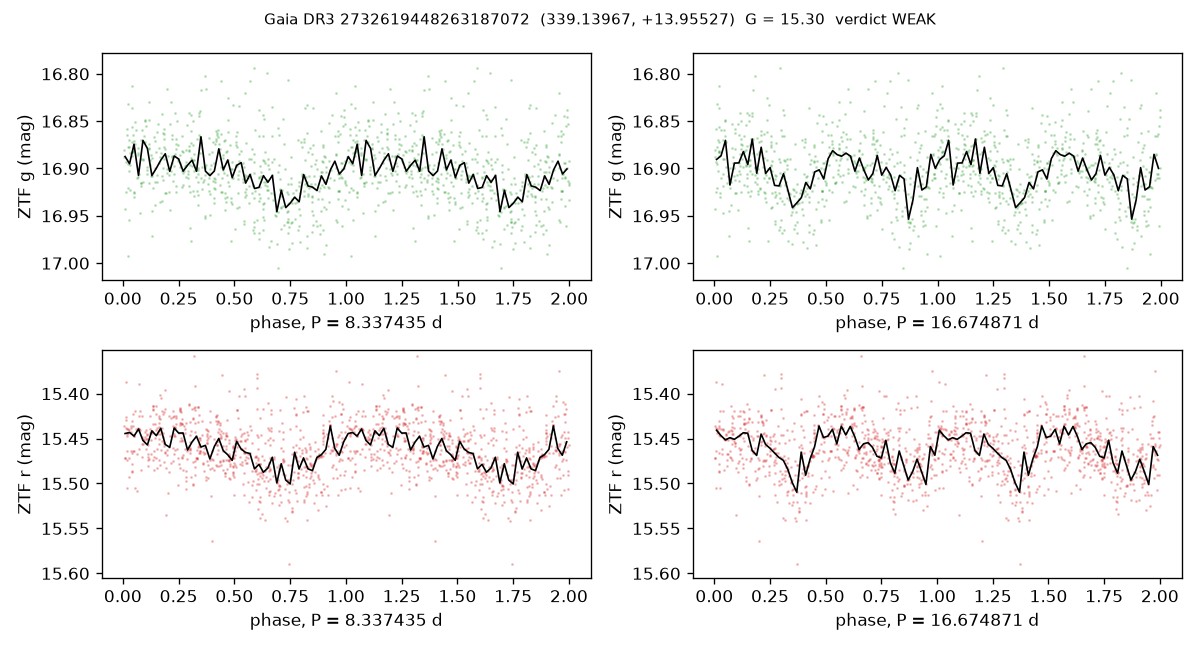 Gaia DR3 2732619448263187072 (339.13967, +13.95527) G = 15.30 verdict WEAK
ZTF g (mag)
16.80
16.85
16.90
16.95
17.00
0.00 0.25 0.50 0.75 1.00 1.25 1.50 1.75 2.00
phase, P = 8.337435 d
ZTF g (mag)
16.80
16.85
16.90
16.95
17.00
0.00 0.25 0.50 0.75 1.00 1.25 1.50 1.75 2.00
phase, P = 16.674871 d
ZTF r (mag)
15.40
15.45
15.50
15.55
15.60
0.00 0.25 0.50 0.75 1.00 1.25 1.50 1.75 2.00
phase, P = 8.337435 d
ZTF r (mag)
15.40
15.45
15.50
15.55
15.60
0.00 0.25 0.50 0.75 1.00 1.25 1.50 1.75 2.00
phase, P = 16.674871 d